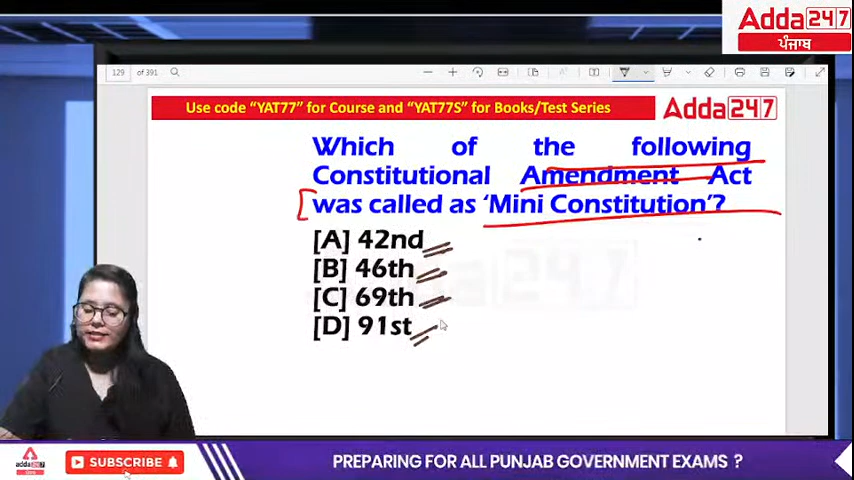 Adda247
ਪੰਜਾਬ
129 of 391
Use code “YAT77” for Course and “YAT77S” for Books/Test Series
Adda247
Which of the following
Constitutional Amendment Act
was called as ‘Mini Constitution’?
[A] 42nd
[B] 46th
[C] 69th
[D] 91st
adda247
SUBSCRIBE
PREPARING FOR ALL PUNJAB GOVERNMENT EXAMS ?